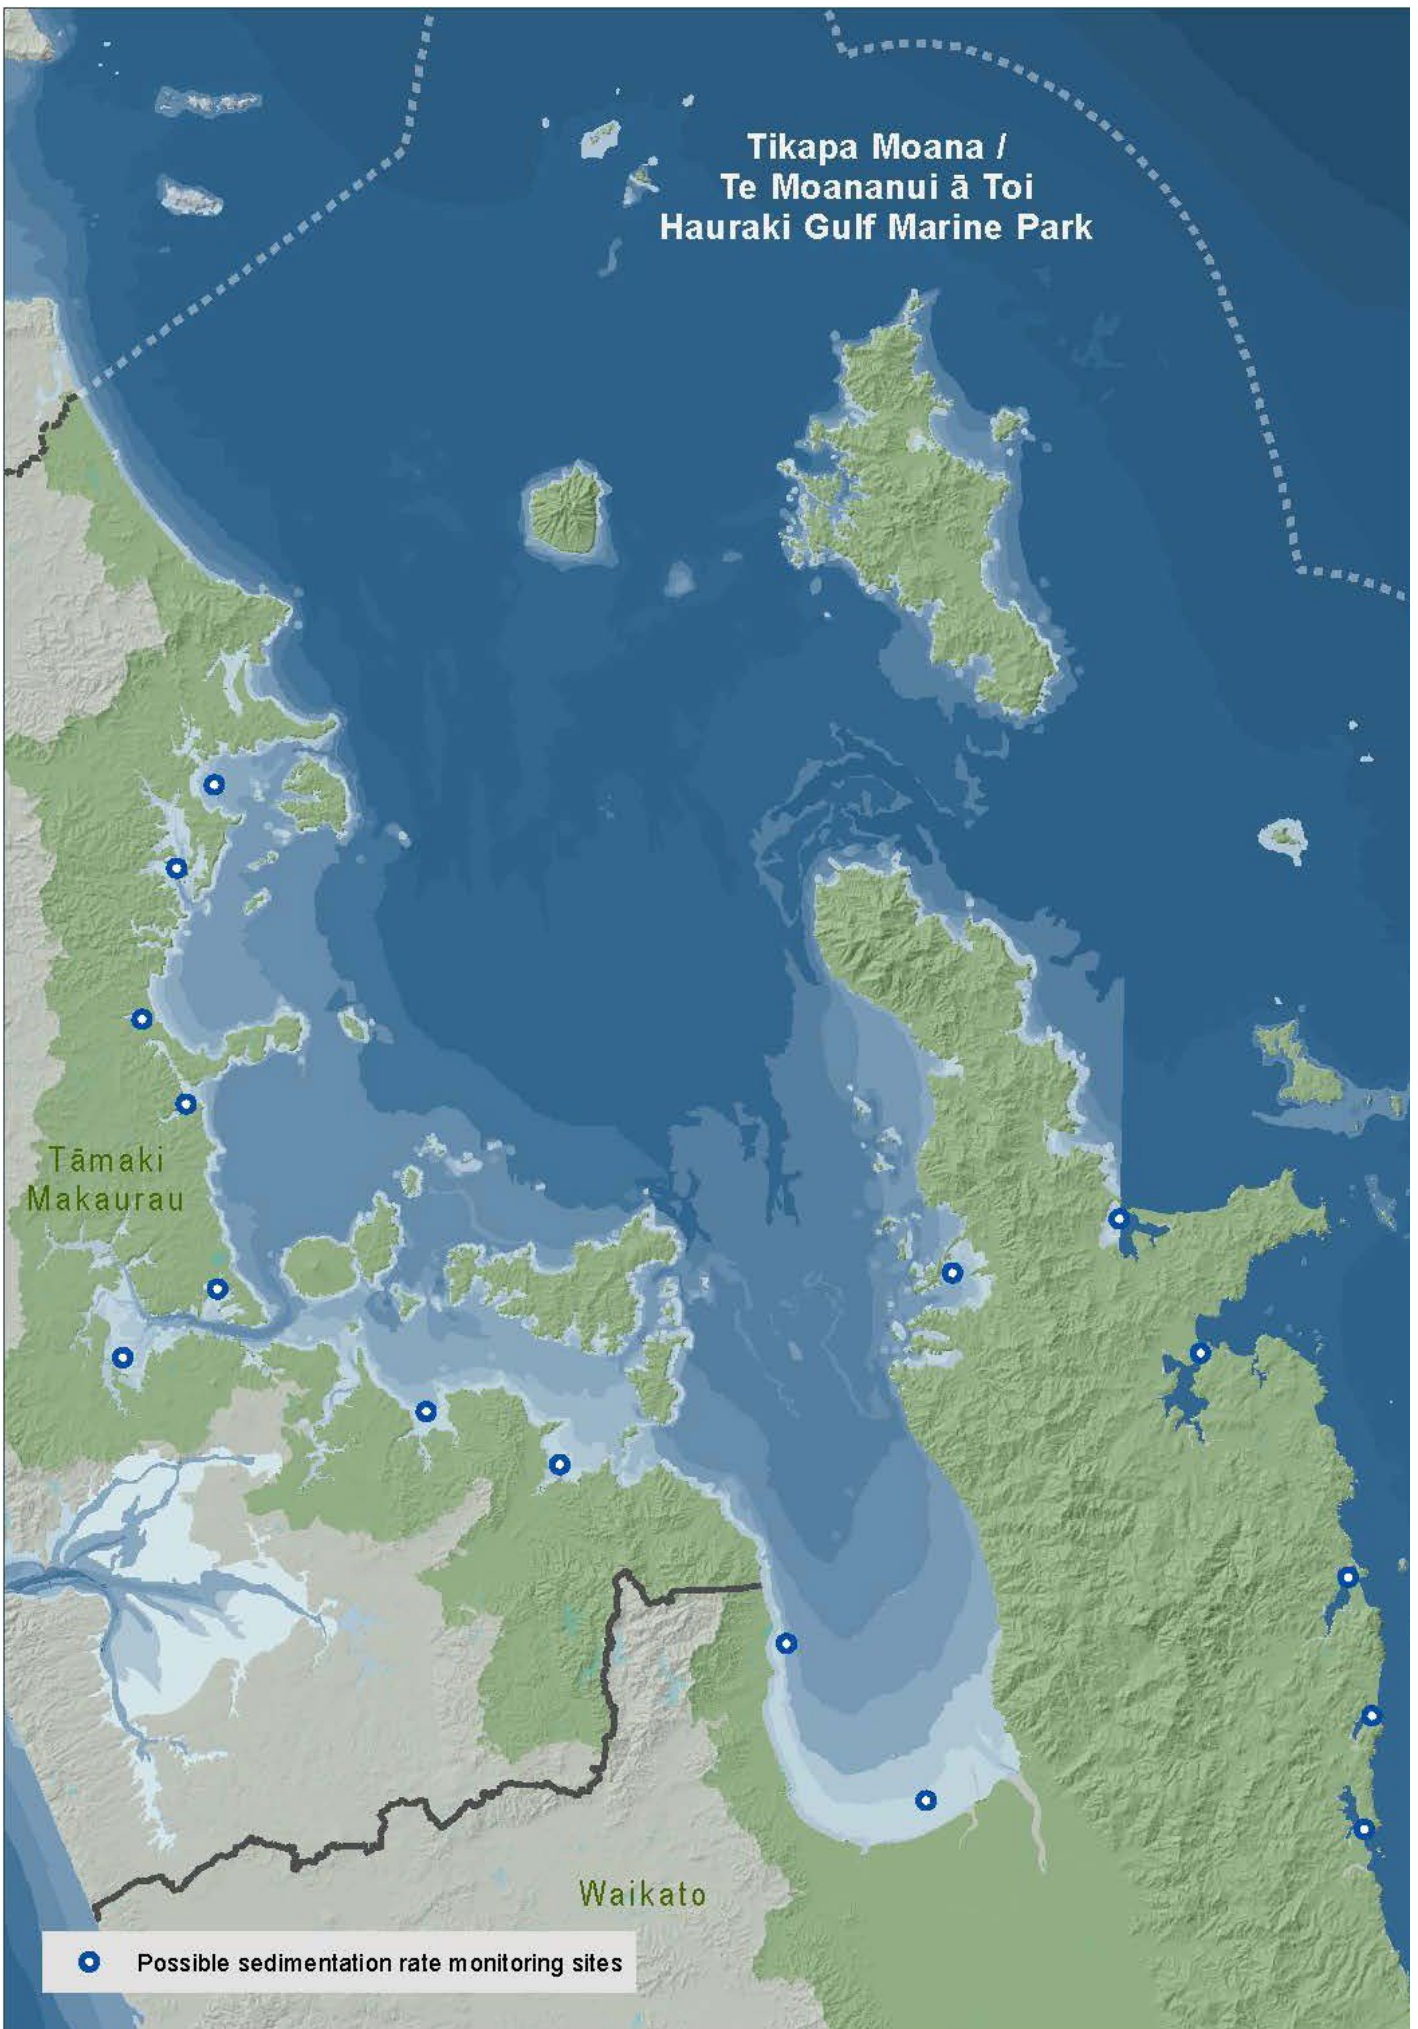 Tikapa Moana /
Te Moananui ā Toi
Hauraki Gulf Marine Park
Tāmaki
Makaurau
Waikato
Possible sedimentation rate monitoring sites